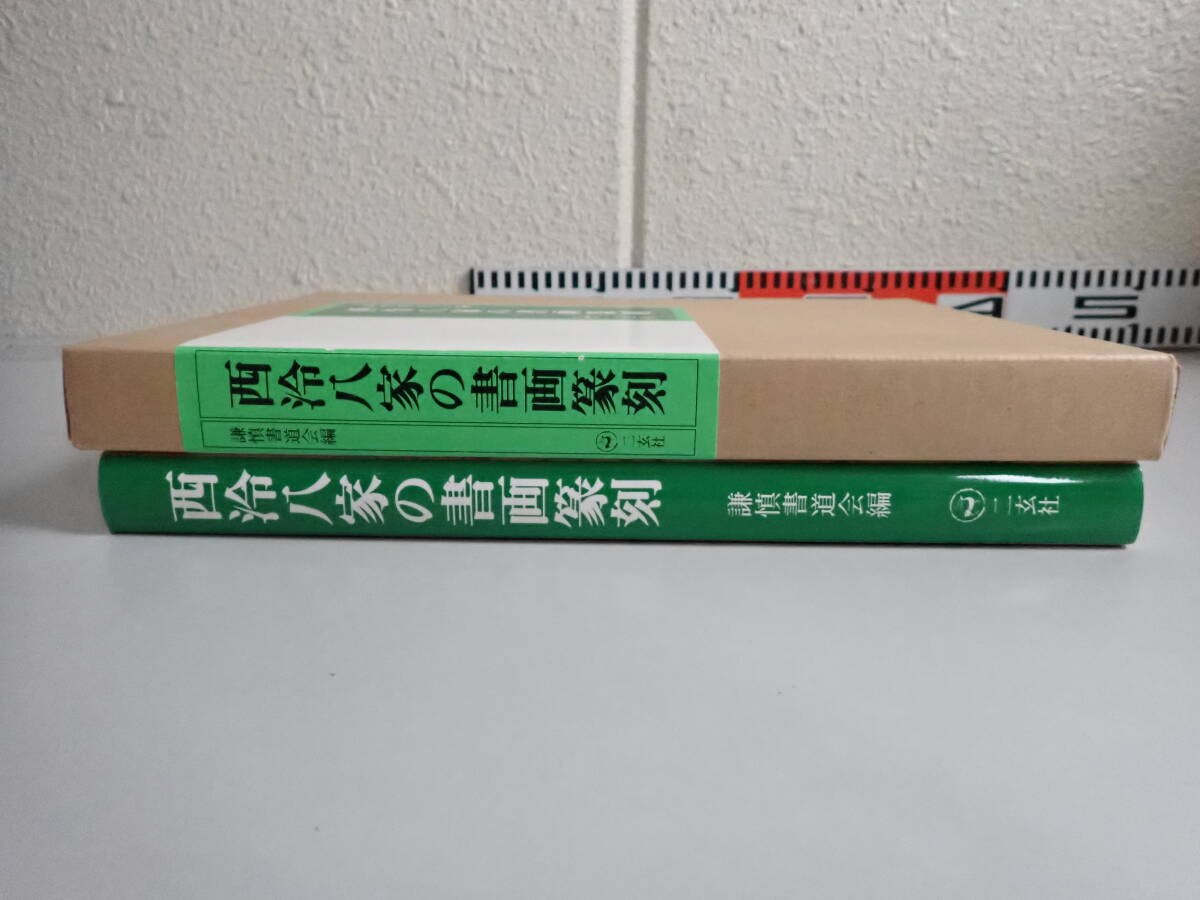 西泠八家の書画篆刻
謙慎書道会編
二玄社
西泠八家の書画篆刻
謙慎書道会編
二玄社